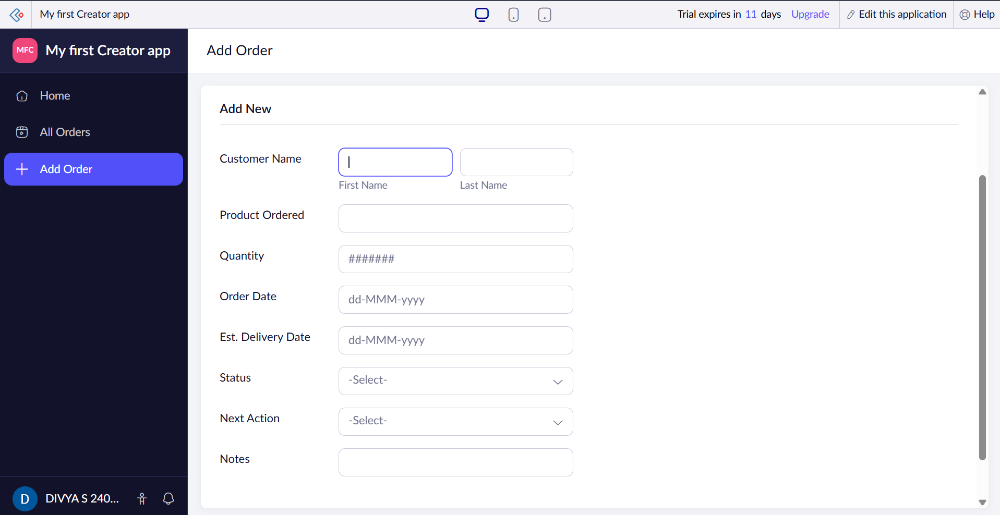 My first Creator app
Trial expires in 11 days Upgrade Edit this application Help
MFC My first Creator app
Home
All Orders
Add Order
DIVYA S 240...
D
Add Order
Add New
Customer Name
First Name Last Name
Product Ordered
Quantity #######
Order Date dd-MMM-yyyy
Est. Delivery Date dd-MMM-yyyy
Status -Select-
Next Action -Select-
Notes